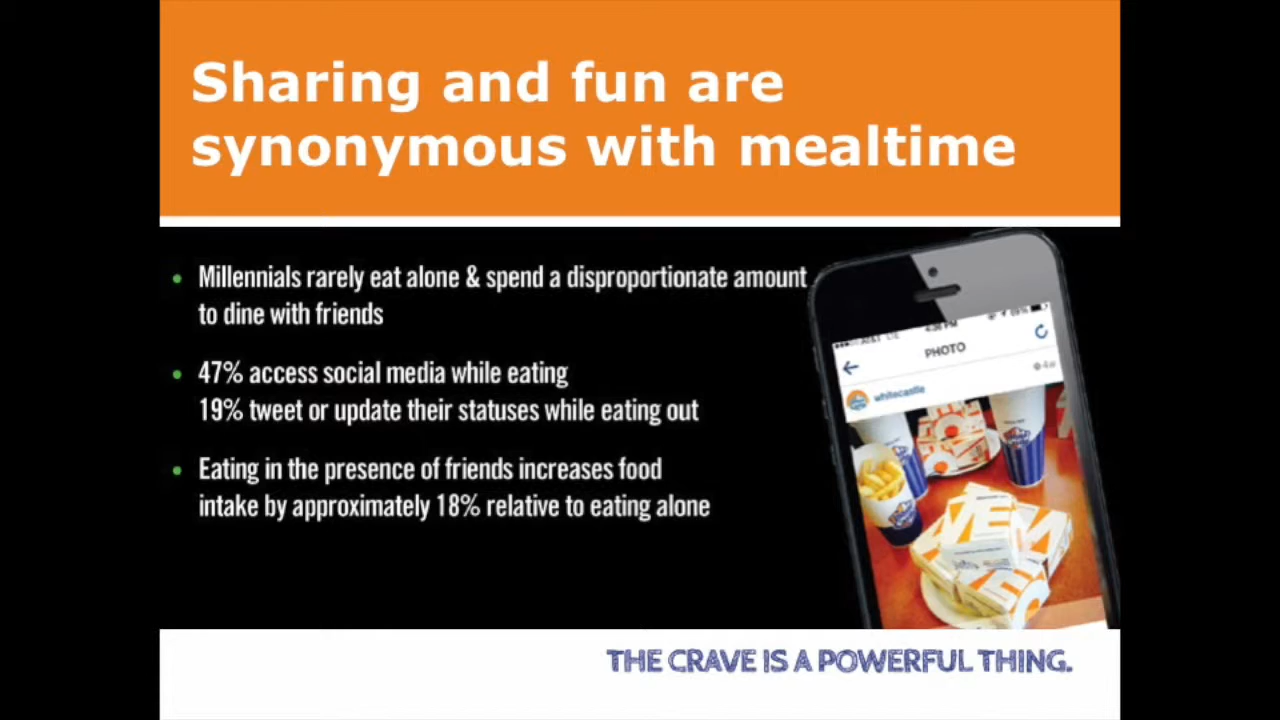 Sharing and fun are
synonymous with mealtime
Millennials rarely eat alone & spend a disproportionate amount
to dine with friends
47% access social media while eating
19% tweet or update their statuses while eating out
Eating in the presence of friends increases food
intake by approximately 18% relative to eating alone
AT&T
PHOTO
whitecastle
THE CRAVE IS A POWERFUL THING.